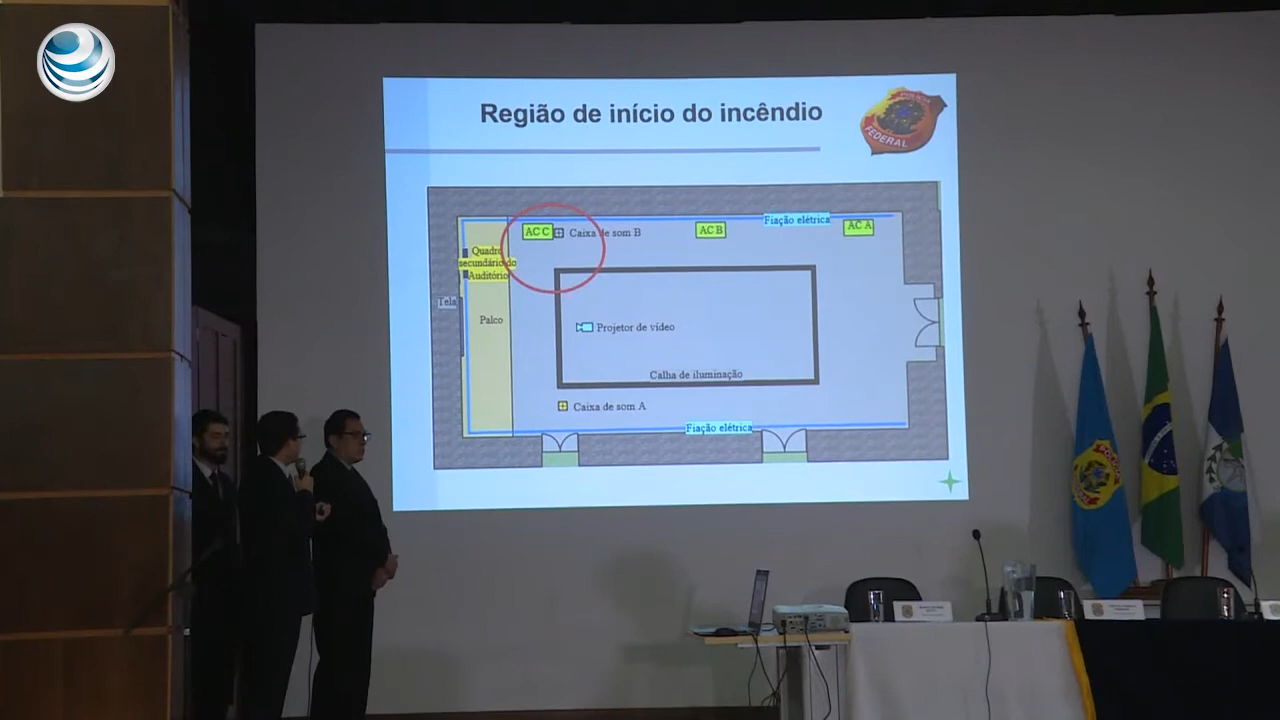 Região de início do incêndio
FEDERAL
Fiação elétrica
AC C
Caixa de som B
AC B
AC A
Quadro
secundário do
Auditório
Tela
Palco
Projetor de vídeo
Calha de iluminação
Caixa de som A
Fiação elétrica